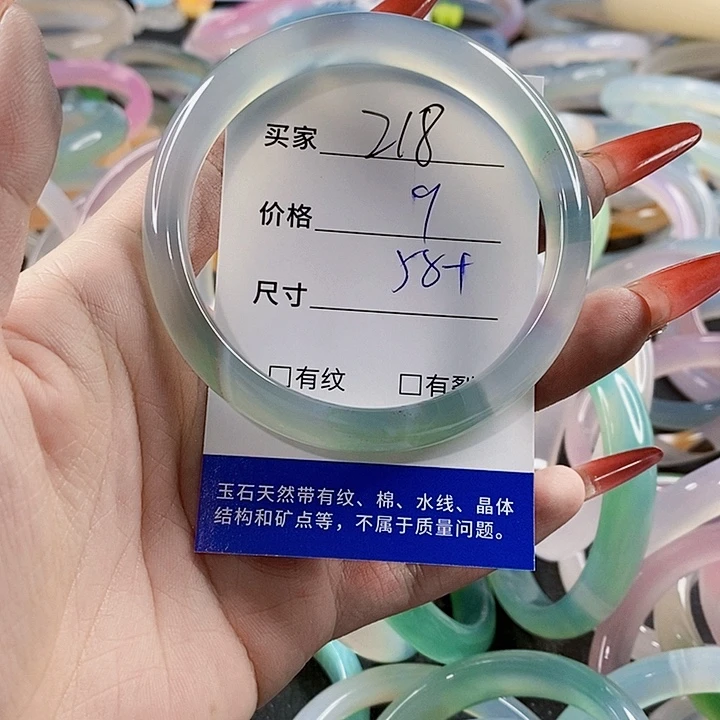 买家 218
价格 9
尺寸 58+
□有纹 □有裂
玉石天然带有纹、棉、水线、晶体
结构和矿点等，不属于质量问题。